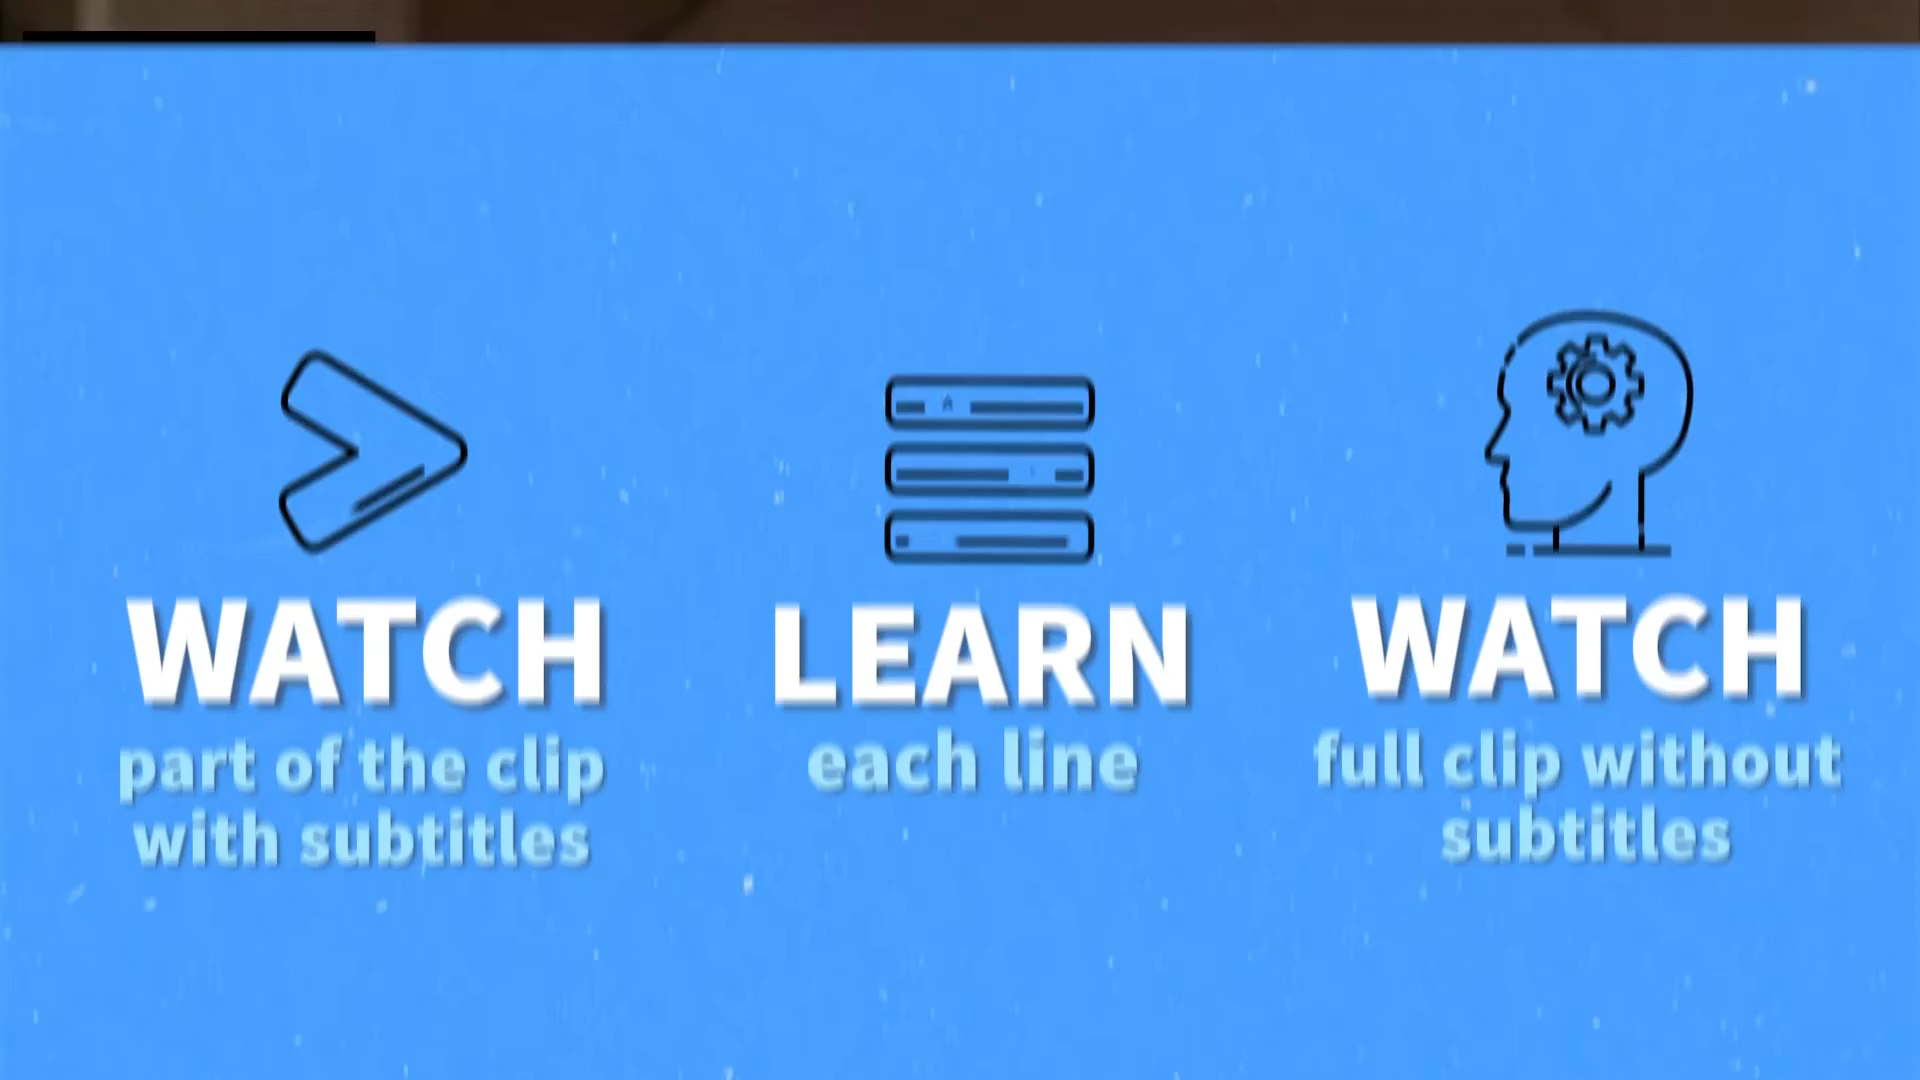 WATCH
part of the clip
with subtitles
LEARN
each line
WATCH
full clip without
subtitles